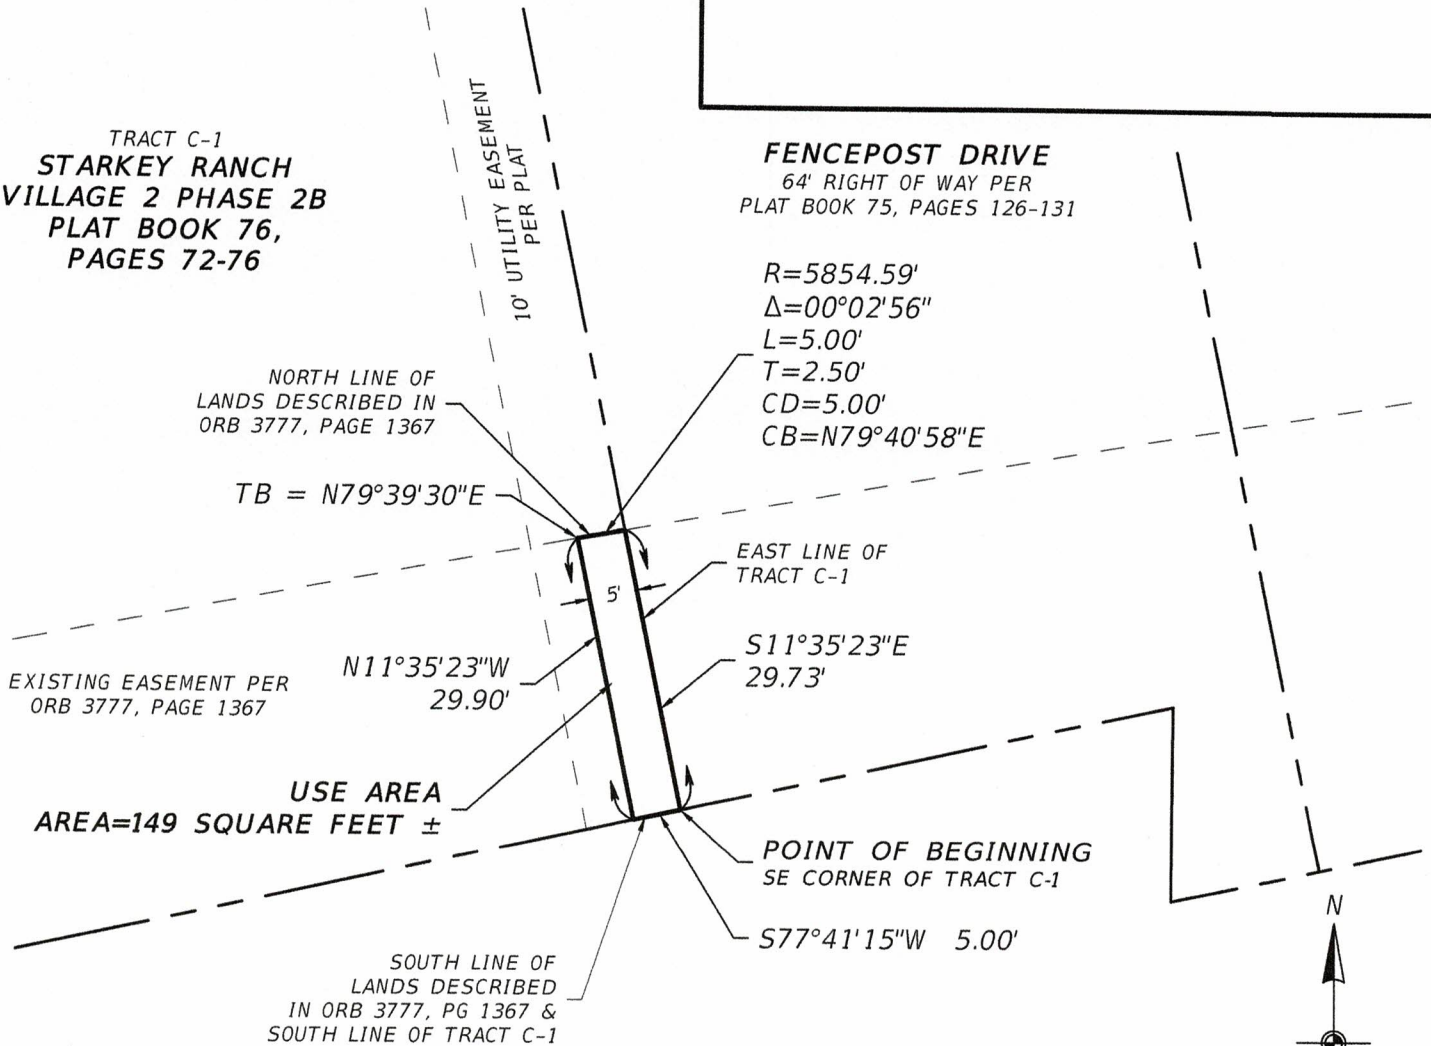 TRACT C-1
STARKEY RANCH
VILLAGE 2 PHASE 2B
PLAT BOOK 76,
PAGES 72-76
10' UTILITY EASEMENT
PER PLAT
FENCEPOST DRIVE
64' RIGHT OF WAY PER
PLAT BOOK 75, PAGES 126-131
R=5854.59'
Δ=00°02'56"
L=5.00'
T=2.50'
CD=5.00'
CB=N79°40'58"E
NORTH LINE OF
LANDS DESCRIBED IN
ORB 3777, PAGE 1367
TB = N79°39'30"E
EAST LINE OF
TRACT C-1
5'
S11°35'23"E
29.73'
N11°35'23"W
29.90'
EXISTING EASEMENT PER
ORB 3777, PAGE 1367
USE AREA
AREA=149 SQUARE FEET ±
POINT OF BEGINNING
SE CORNER OF TRACT C-1
S77°41'15"W 5.00'
SOUTH LINE OF
LANDS DESCRIBED
IN ORB 3777, PG 1367 &
SOUTH LINE OF TRACT C-1
N